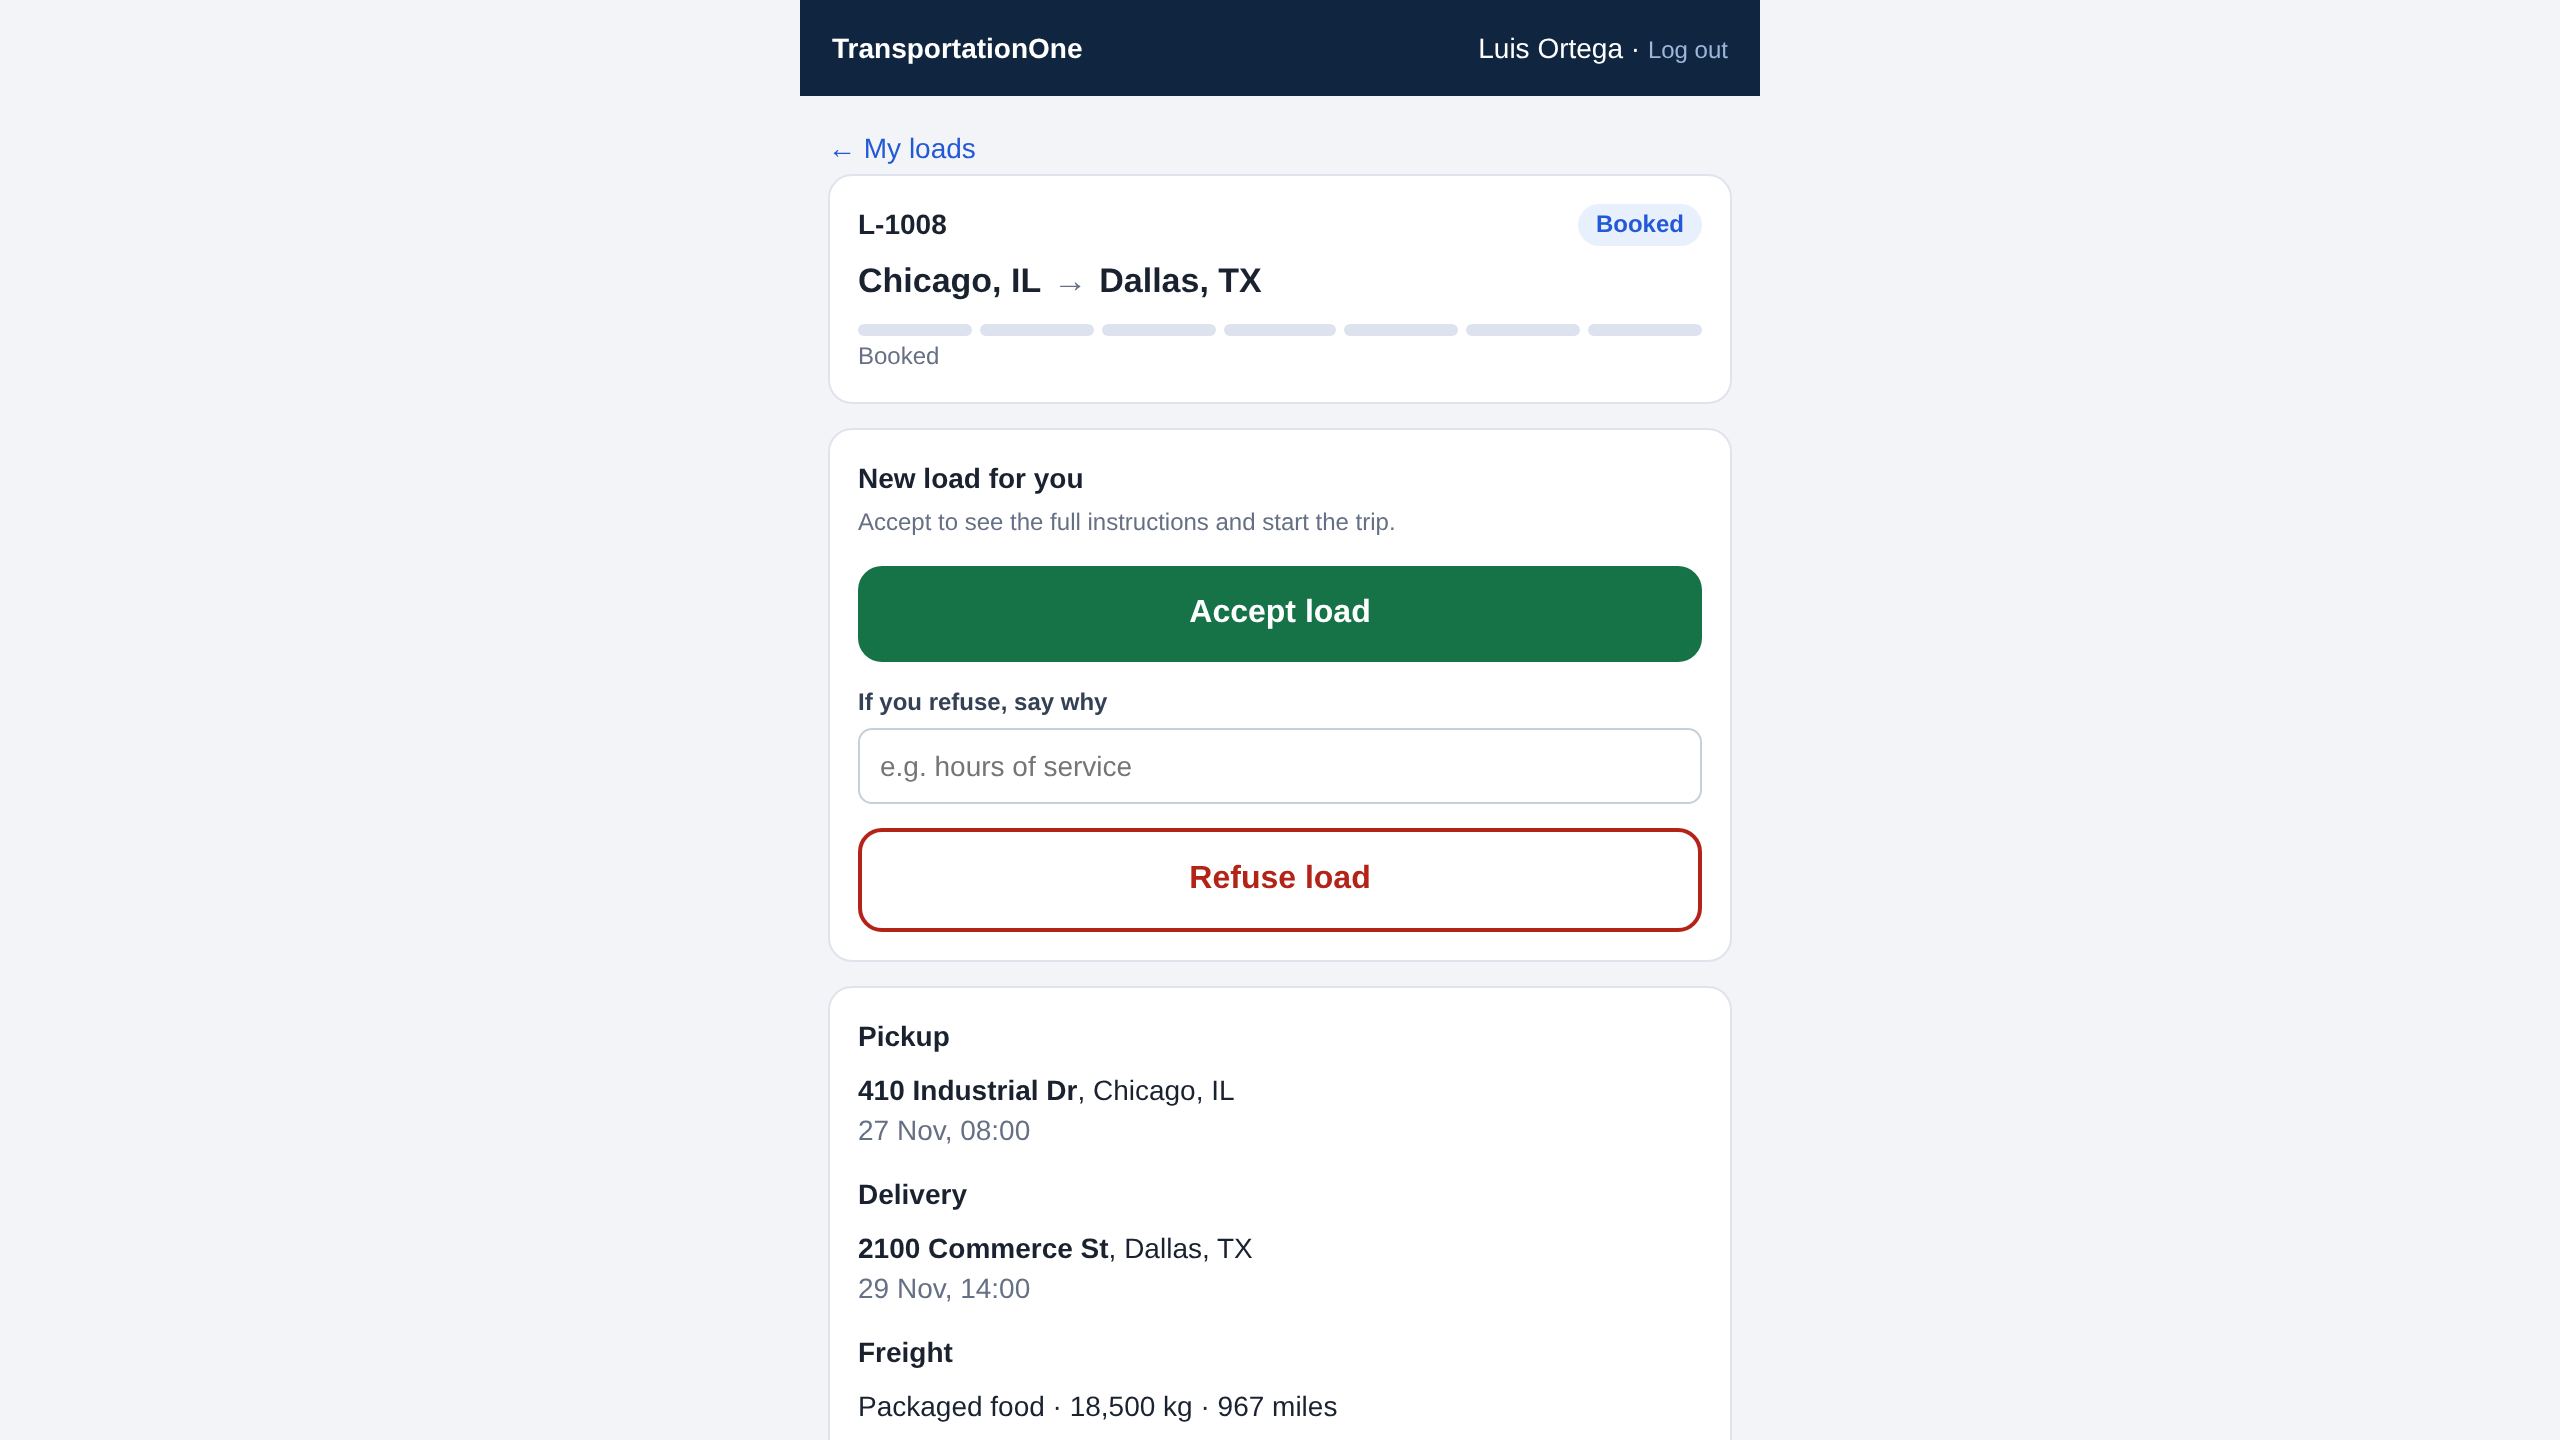 TransportationOne
Luis Ortega · Log out
← My loads
L-1008
Booked
Chicago, IL → Dallas, TX
Booked
New load for you
Accept to see the full instructions and start the trip.
Accept load
If you refuse, say why
e.g. hours of service
Refuse load
Pickup
410 Industrial Dr, Chicago, IL
27 Nov, 08:00
Delivery
2100 Commerce St, Dallas, TX
29 Nov, 14:00
Freight
Packaged food · 18,500 kg · 967 miles